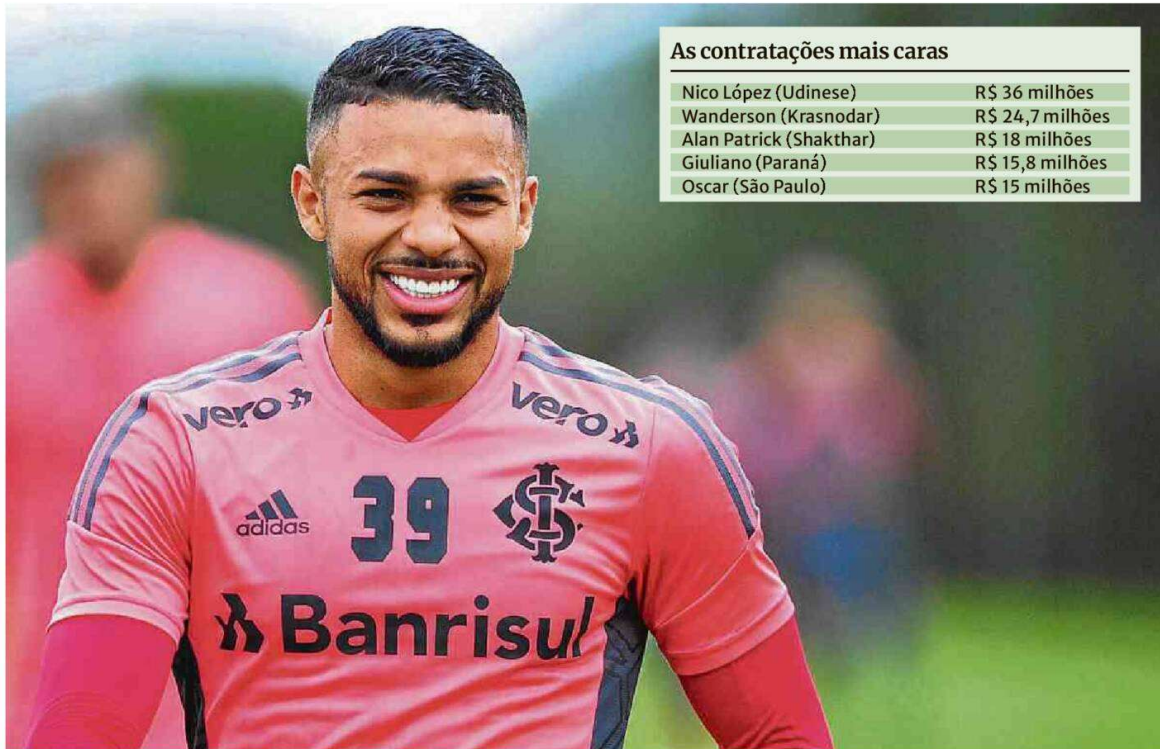 As contratações mais caras
Nico López (Udinese) R$ 36 milhões
Wanderson (Krasnodar) R$ 24,7 milhões
Alan Patrick (Shakthar) R$ 18 milhões
Giuliano (Paraná) R$ 15,8 milhões
Oscar (São Paulo) R$ 15 milhões
vero vero
adidas 39
Banrisul